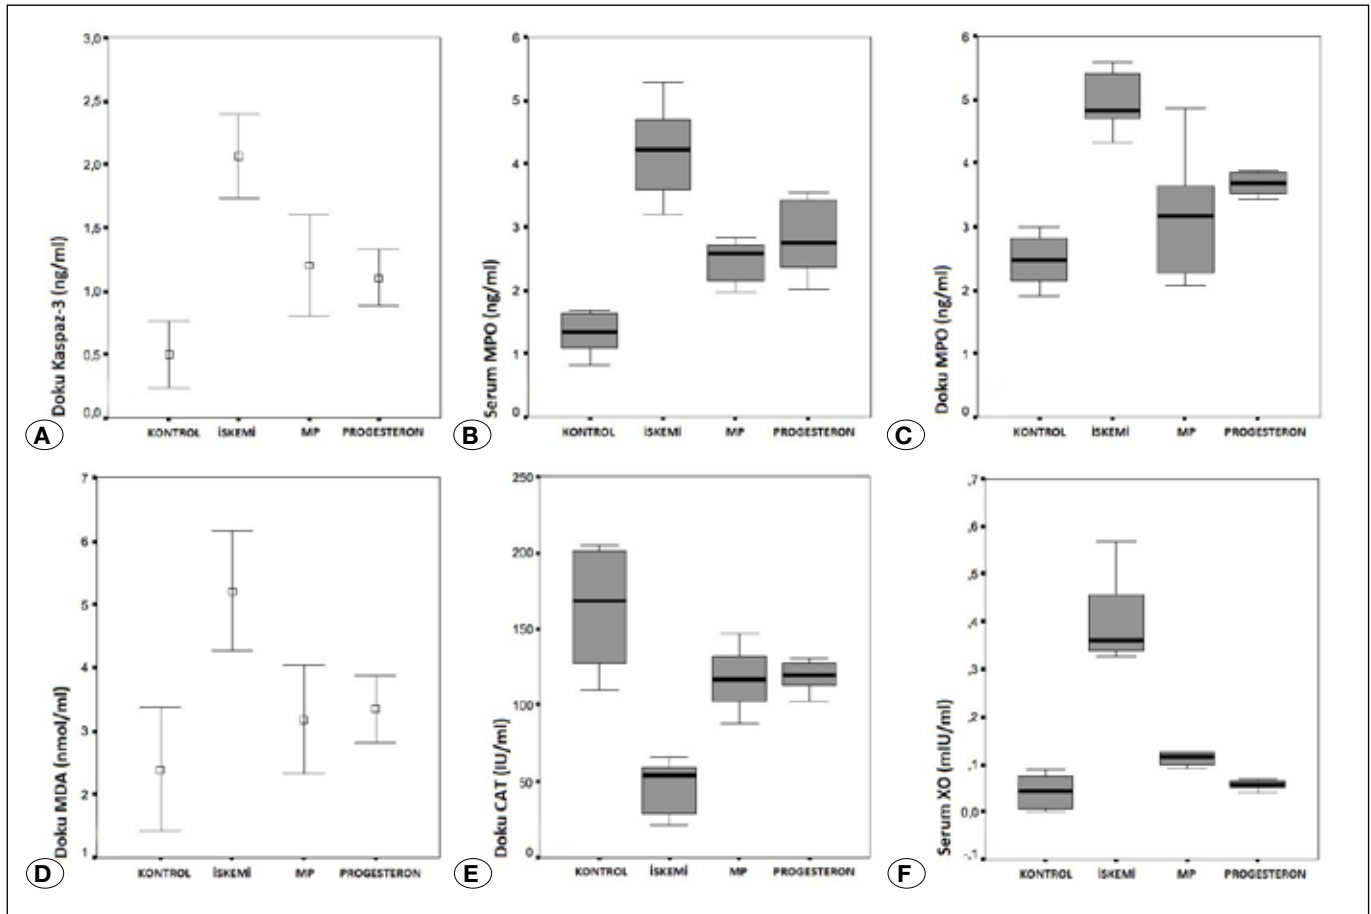 3,0
2,5
2,0
1,5
1,0
0,5
0,0
Doku Kaspaz-3 (ng/ml)
KONTROL İSKEMİ MP PROGESTERON
A
6
5
4
3
2
1
0
Serum MPO (ng/ml)
KONTROL İSKEMİ MP PROGESTERON
B
6
5
4
3
2
1
0
Doku MPO (ng/ml)
KONTROL İSKEMİ MP PROGESTERON
C
7
6
5
4
3
2
1
Doku MDA (nmol/ml)
KONTROL İSKEMİ MP PROGESTERON
D
250
200
150
100
50
0
Doku CAT (IU/ml)
KONTROL İSKEMİ MP PROGESTERON
E
,7
,6
,5
,4
,3
,2
,1
0,0
-,1
Serum XO (mIU/ml)
KONTROL İSKEMİ MP PROGESTERON
F